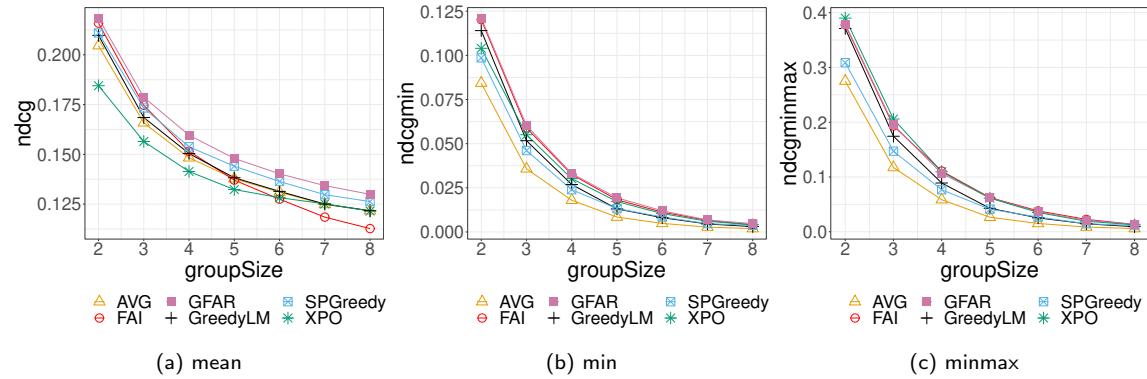 ndcg
0.200
0.175
0.150
0.125
2 3 4 5 6 7 8
groupSize
AVG GFAR SPGreedy
FAI GreedyLM XPO
(a) mean
ndcgmin
0.125
0.100
0.075
0.050
0.025
0.000
2 3 4 5 6 7 8
groupSize
AVG GFAR SPGreedy
FAI GreedyLM XPO
(b) min
ndcgminmax
0.4
0.3
0.2
0.1
0.0
2 3 4 5 6 7 8
groupSize
AVG GFAR SPGreedy
FAI GreedyLM XPO
(c) minmax